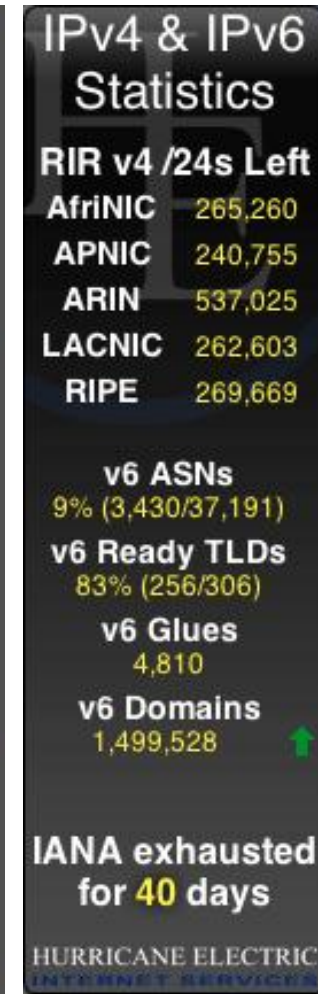 IPv4 & IPv6
Statistics
RIR v4 /24s Left
AfriNIC 265,260
APNIC 240,755
ARIN 537,025
LACNIC 262,603
RIPE 269,669
v6 ASNs
9% (3,430/37,191)
v6 Ready TLDs
83% (256/306)
v6 Glues
4,810
v6 Domains
1,499,528
IANA exhausted
for 40 days
HURRICANE ELECTRIC
INTERNET SERVICES